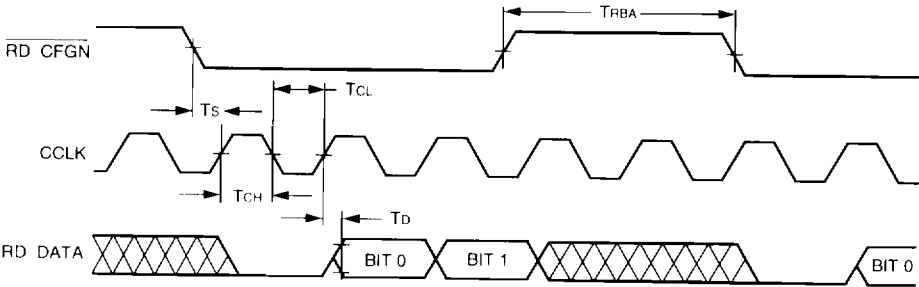 TRBA
RD CFGN
TS
TCL
CCLK
TCH
TD
RD DATA
BIT 0
BIT 1
BIT 0